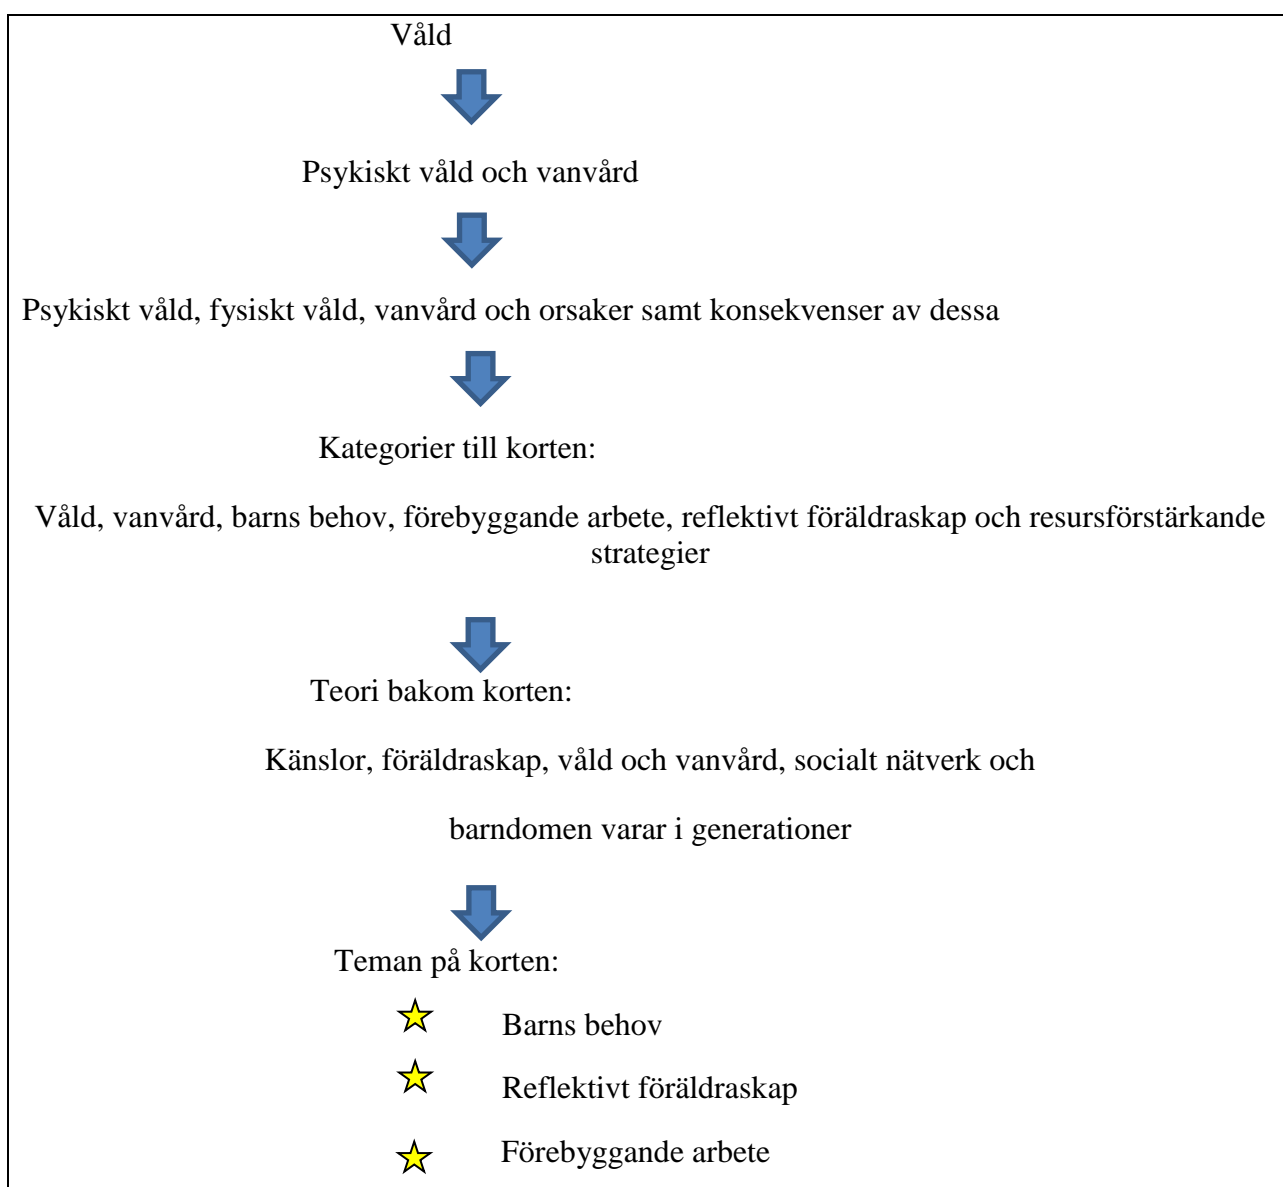 Våld
Psykiskt våld och vanvård
Psykiskt våld, fysiskt våld, vanvård och orsaker samt konsekvenser av dessa
Kategorier till korten:
Våld, vanvård, barns behov, förebyggande arbete, reflektivt föräldraskap och resursförstärkande
strategier
Teori bakom korten:
Känslor, föräldraskap, våld och vanvård, socialt nätverk och
barndomen varar i generationer
Teman på korten:
Barns behov
Reflektivt föräldraskap
Förebyggande arbete